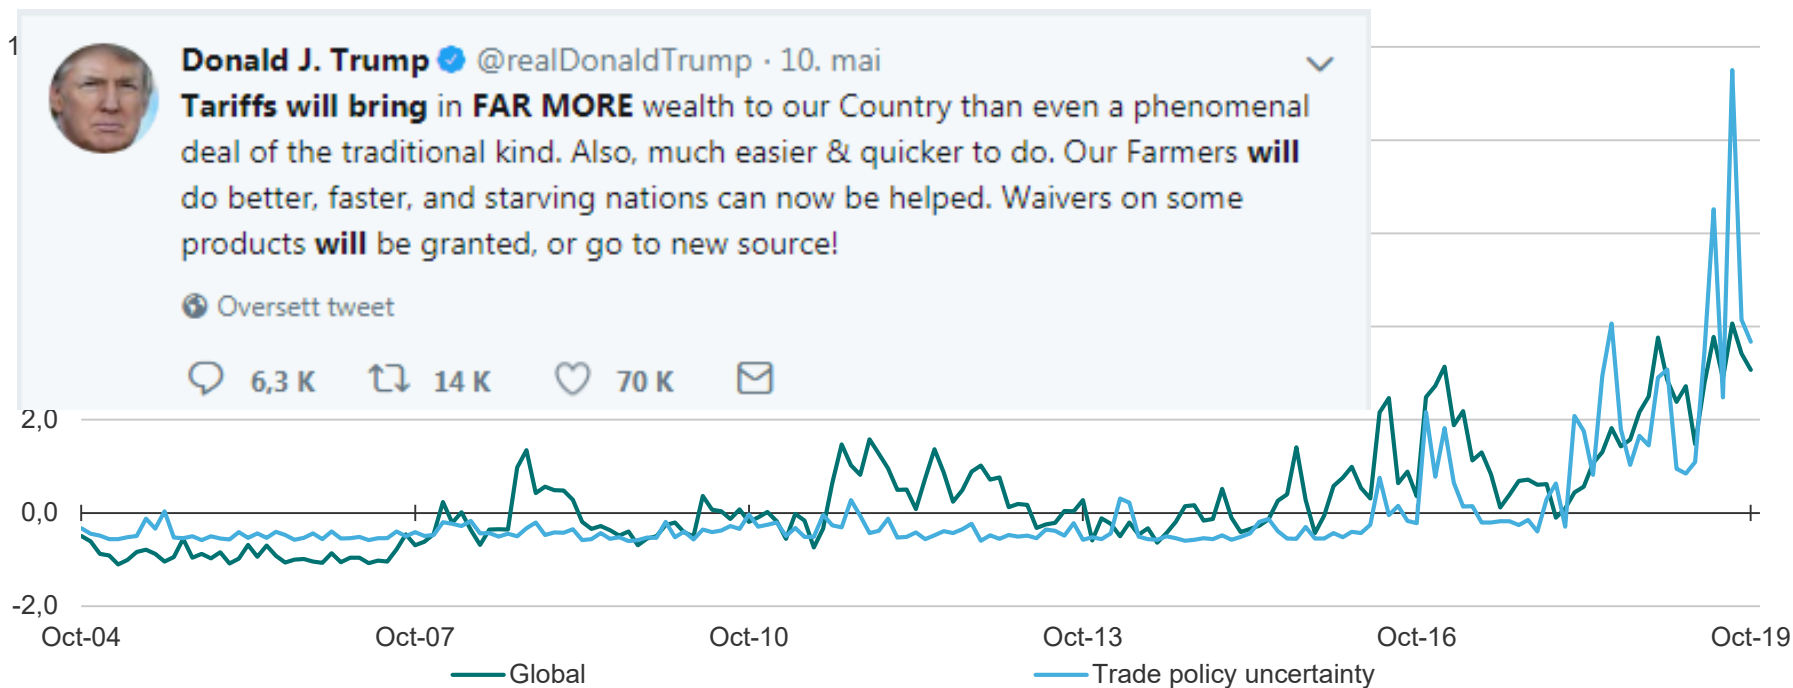 Donald J. Trump @realDonaldTrump · 10. mai
Tariffs will bring in FAR MORE wealth to our Country than even a phenomenal
deal of the traditional kind. Also, much easier & quicker to do. Our Farmers will
do better, faster, and starving nations can now be helped. Waivers on some
products will be granted, or go to new source!
Oversett tweet
6,3 K 14 K 70 K
2,0
0,0
-2,0
Oct-04 Oct-07 Oct-10 Oct-13 Oct-16 Oct-19
Global Trade policy uncertainty